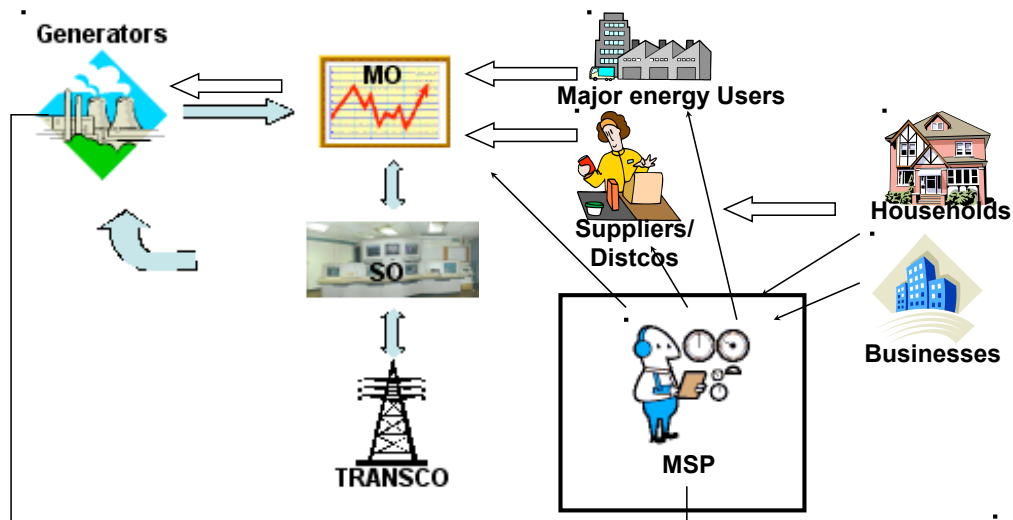 Generators
MO
Major energy Users
Suppliers/
Distcos
Households
SO
Businesses
MSP
TRANSCO